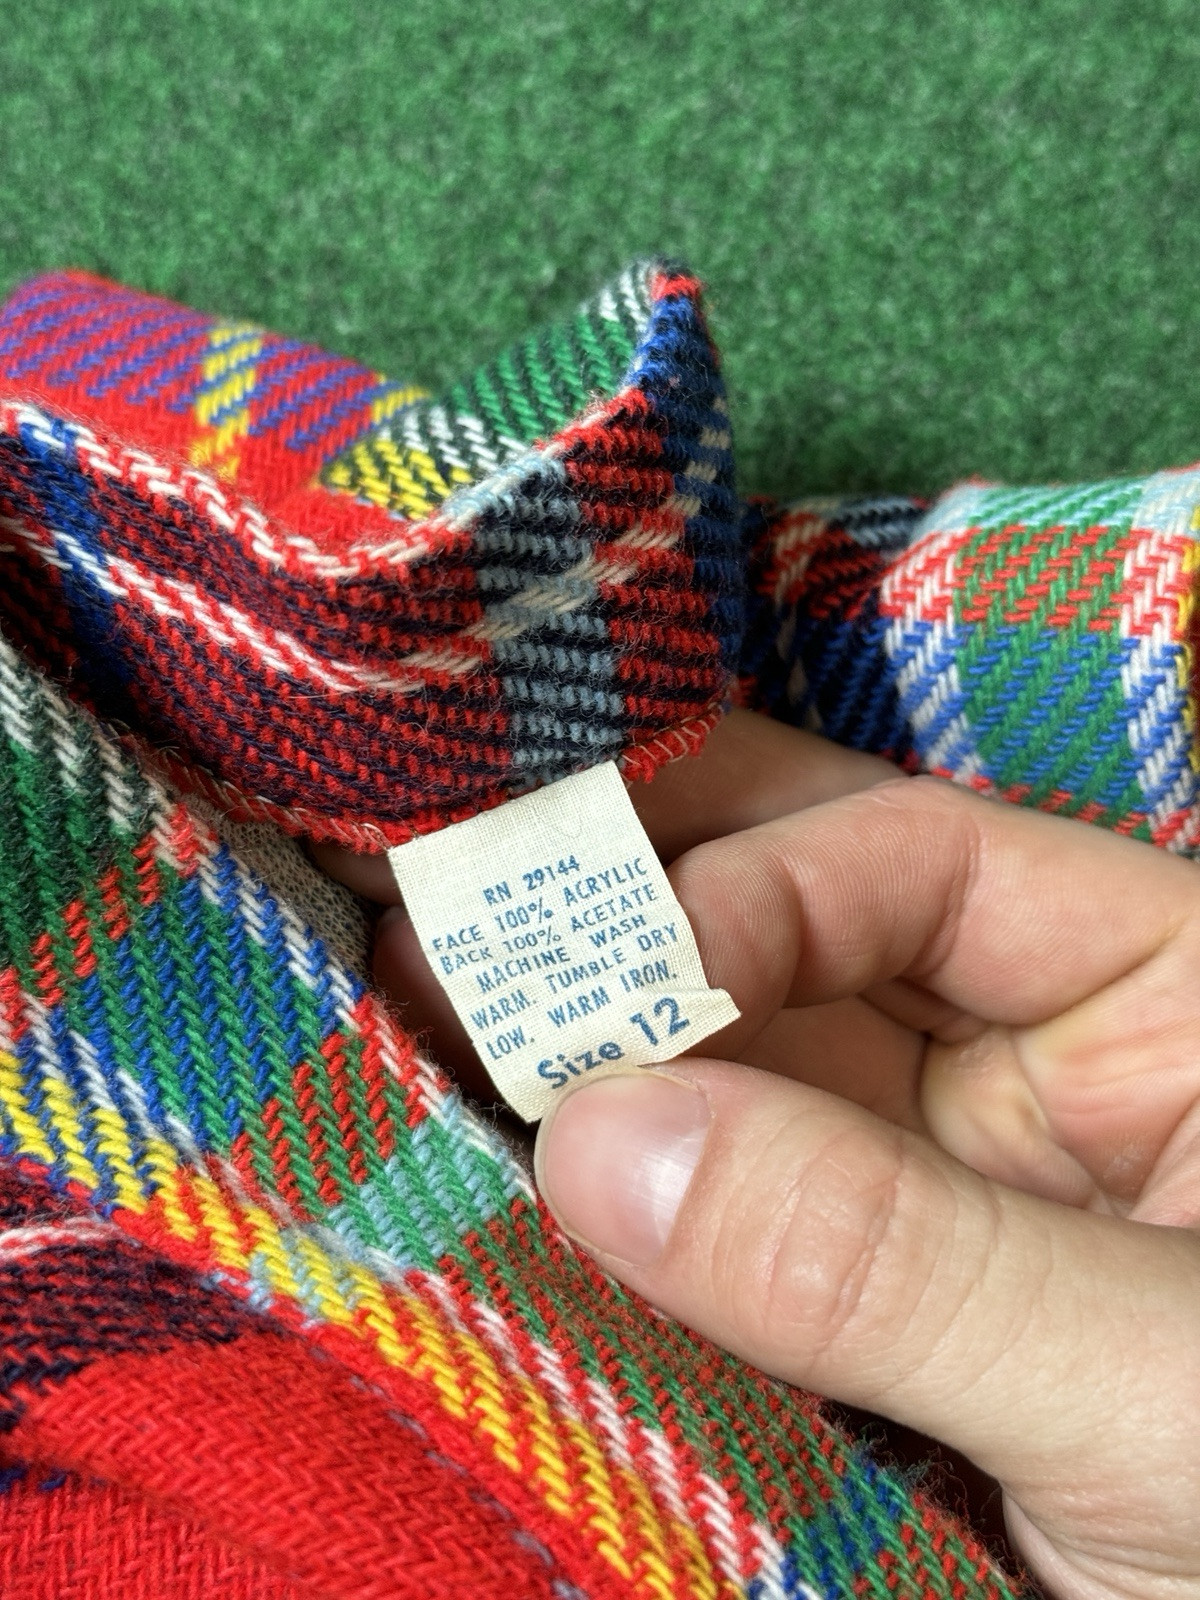 RN 29144
FACE 100% ACRYLIC
BACK 100% ACETATE
MACHINE WASH
WARM. TUMBLE DRY
LOW. WARM IRON.
Size 12